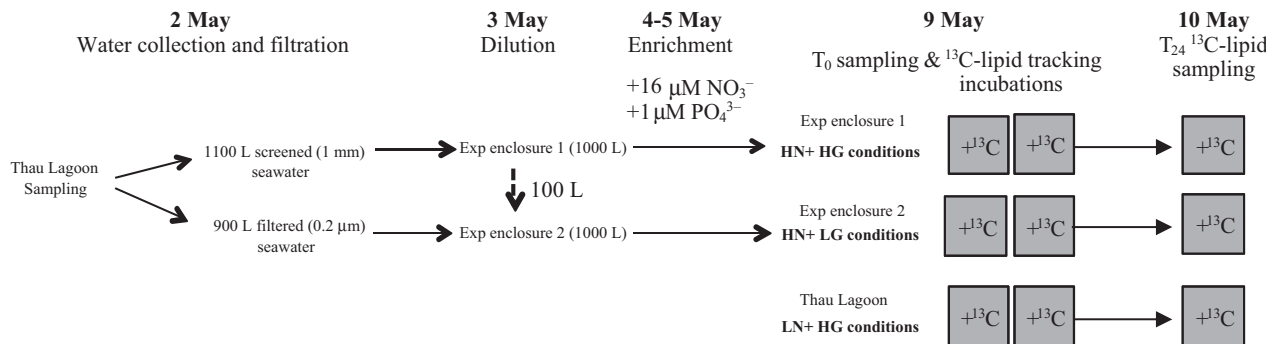 2 May
Water collection and filtration
3 May
Dilution
4-5 May
Enrichment
+16 μM NO₃⁻
+1 μM PO₄³⁻
9 May
T₀ sampling & ¹³C-lipid tracking
incubations
10 May
T₂₄ ¹³C-lipid
sampling
Thau Lagoon
Sampling
1100 L screened (1 mm)
seawater
Exp enclosure 1 (1000 L)
Exp enclosure 1
HN+ HG conditions
+¹³C
+¹³C
+¹³C
100 L
900 L filtered (0.2 μm)
seawater
Exp enclosure 2 (1000 L)
Exp enclosure 2
HN+ LG conditions
+¹³C
+¹³C
+¹³C
Thau Lagoon
LN+ HG conditions
+¹³C
+¹³C
+¹³C